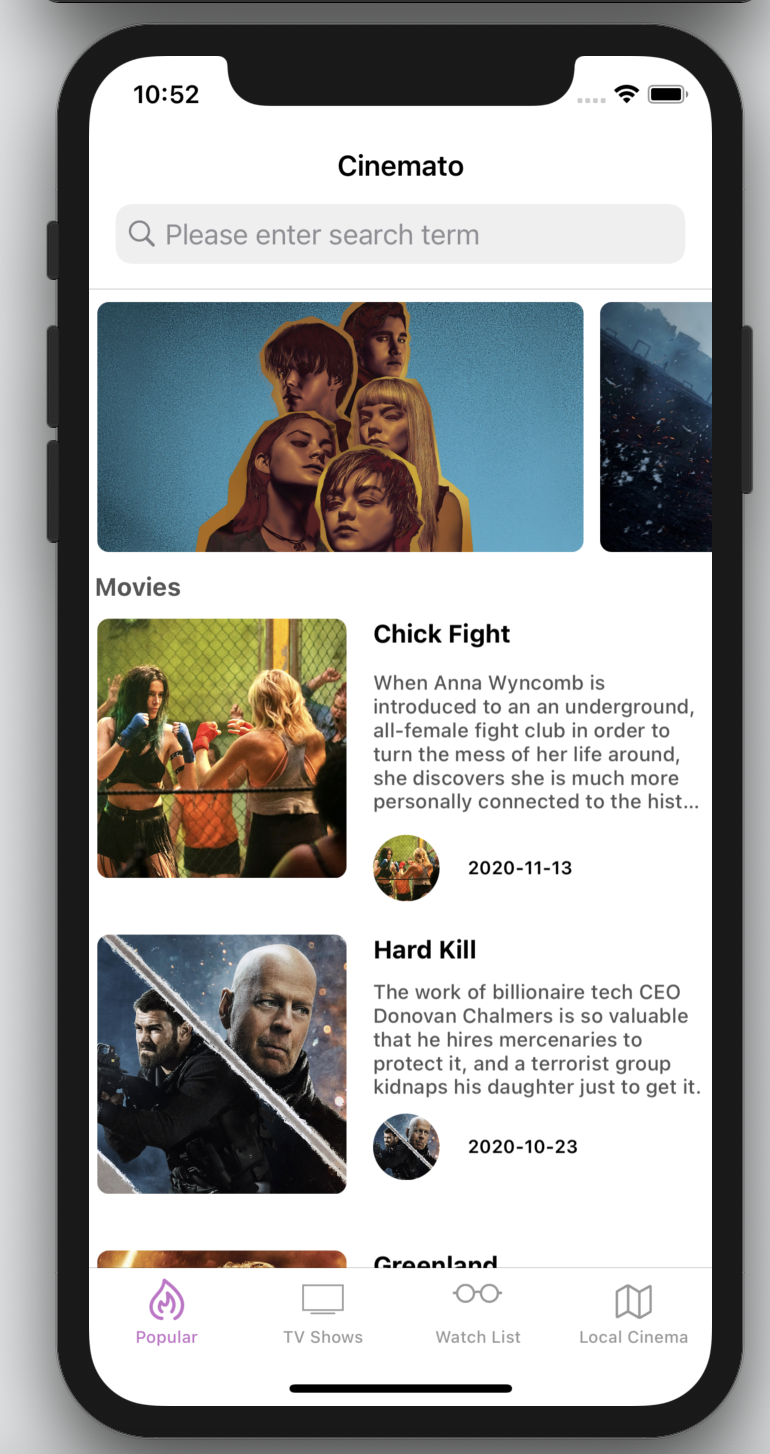 10:52
Cinemato
Please enter search term
Movies
Chick Fight
When Anna Wyncomb is
introduced to an an underground,
all-female fight club in order to
turn the mess of her life around,
she discovers she is much more
personally connected to the hist...
2020-11-13
Hard Kill
The work of billionaire tech CEO
Donovan Chalmers is so valuable
that he hires mercenaries to
protect it, and a terrorist group
kidnaps his daughter just to get it.
2020-10-23
Greenland
Popular
TV Shows
Watch List
Local Cinema